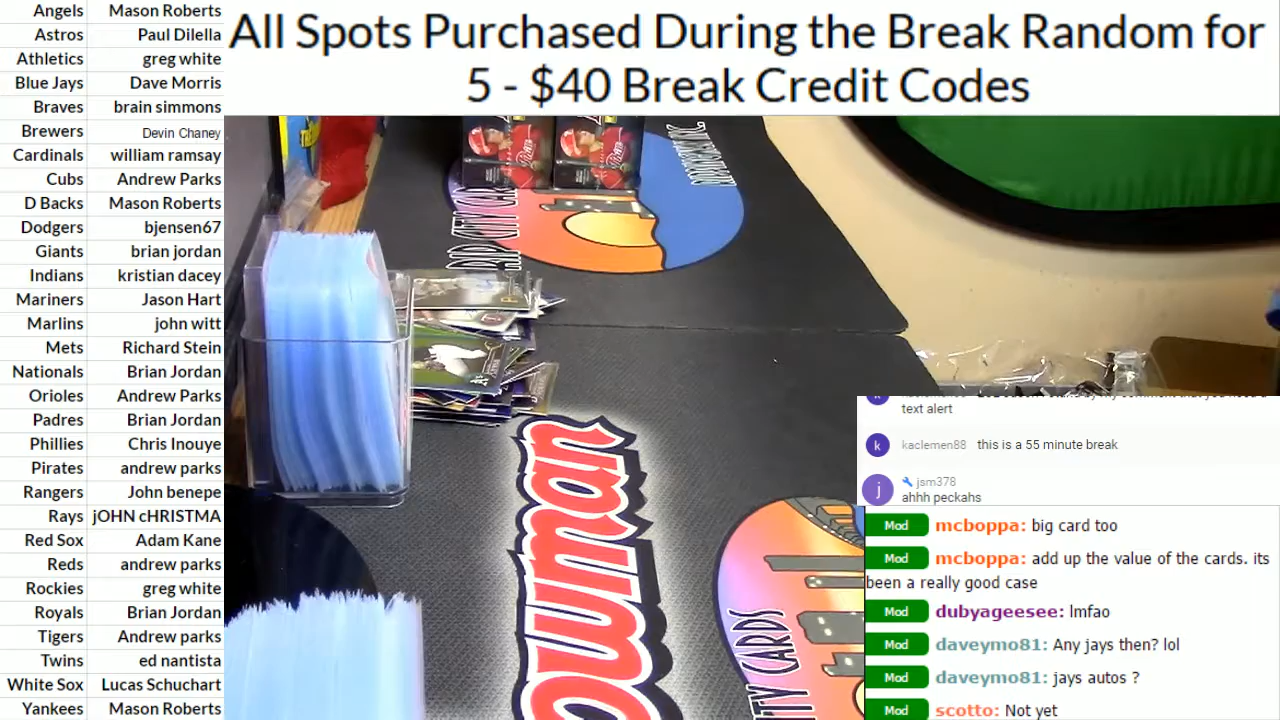 Angels Mason Roberts
Astros Paul Dilella
Athletics greg white
Blue Jays Dave Morris
Braves brain simmons
Brewers Devin Chaney
Cardinals william ramsay
Cubs Andrew Parks
D Backs Mason Roberts
Dodgers bjensen67
Giants brian jordan
Indians kristian dacey
Mariners Jason Hart
Marlins john witt
Mets Richard Stein
Nationals Brian Jordan
Orioles Andrew Parks
Padres Brian Jordan
Phillies Chris Inouye
Pirates andrew parks
Rangers John benepe
Rays jOHN cHRISTMA
Red Sox Adam Kane
Reds andrew parks
Rockies greg white
Royals Brian Jordan
Tigers Andrew parks
Twins ed nantista
White Sox Lucas Schuchart
Yankees Mason Roberts
All Spots Purchased During the Break Random for
5 - $40 Break Credit Codes
RIP CITY CAR
owman
ITY CARDS
text alert
k kaclemen88 this is a 55 minute break
j jsm378
ahhh peckahs
Mod mcboppa: big card too
Mod mcboppa: add up the value of the cards. its
been a really good case
Mod dubyageesee: lmfao
Mod daveymo81: Any jays then? lol
Mod daveymo81: jays autos ?
Mod scotto: Not yet